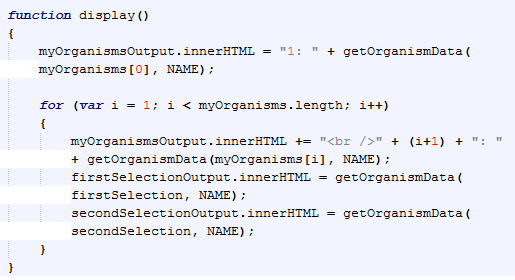 function display()
{
myOrganismsOutput.innerHTML = "1: " + getOrganismData(
myOrganisms[0], NAME);
for (var i = 1; i < myOrganisms.length; i++)
{
myOrganismsOutput.innerHTML += "<br />" + (i+1) + ": "
+ getOrganismData(myOrganisms[i], NAME);
firstSelectionOutput.innerHTML = getOrganismData(
firstSelection, NAME);
secondSelectionOutput.innerHTML = getOrganismData(
secondSelection, NAME);
}
}